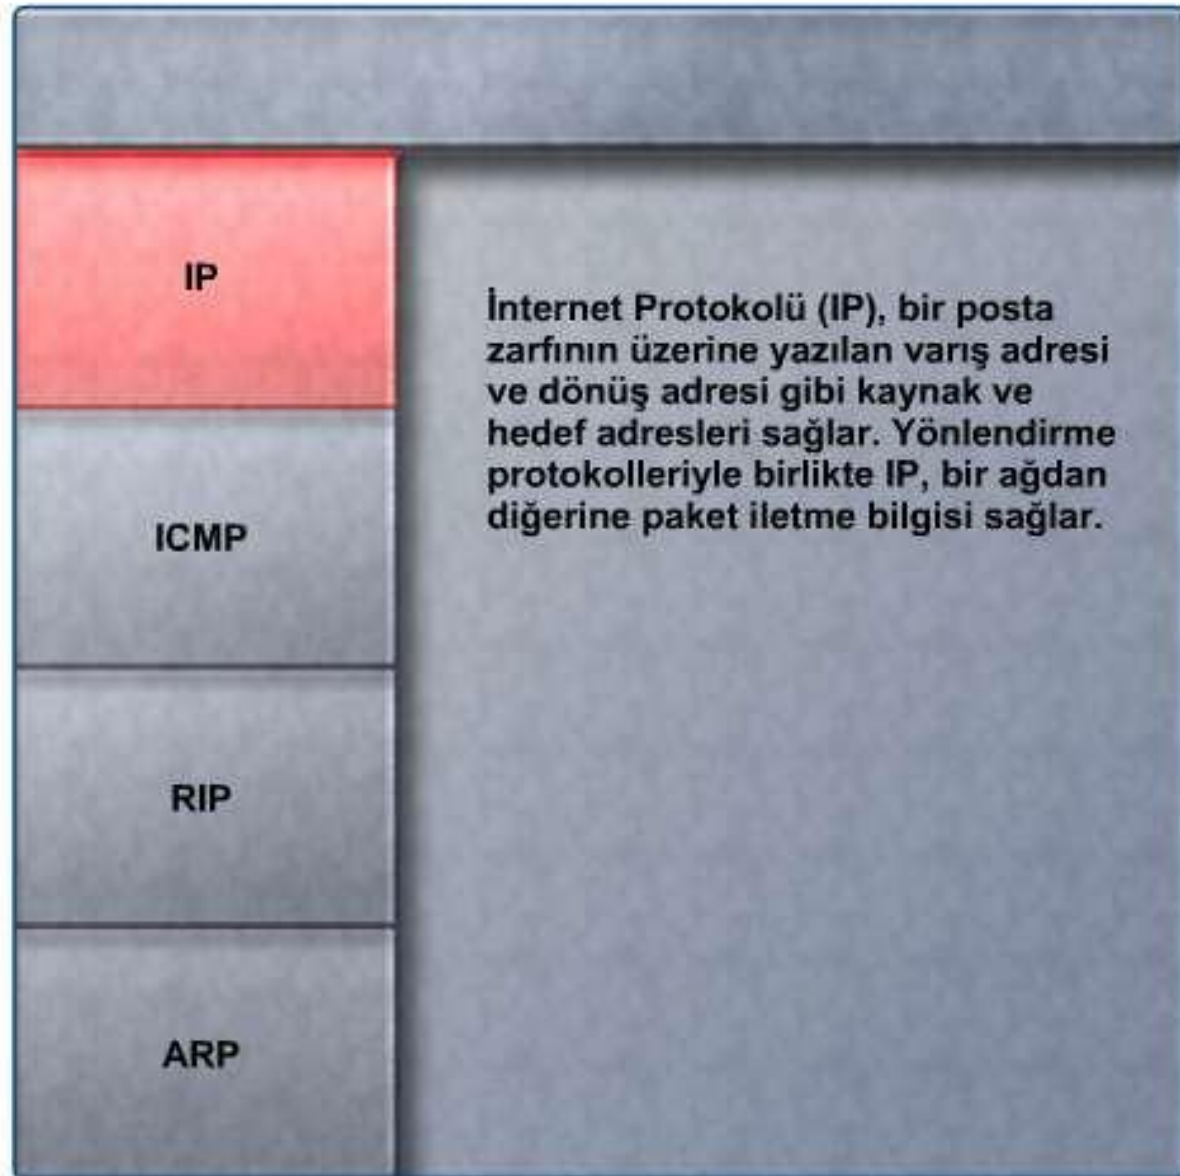 IP
İnternet Protokolü (IP), bir posta
zarfının üzerine yazılan varış adresi
ve dönüş adresi gibi kaynak ve
hedef adresleri sağlar. Yönlendirme
protokolleriyle birlikte IP, bir ağdan
diğerine paket iletme bilgisi sağlar.
ICMP
RIP
ARP